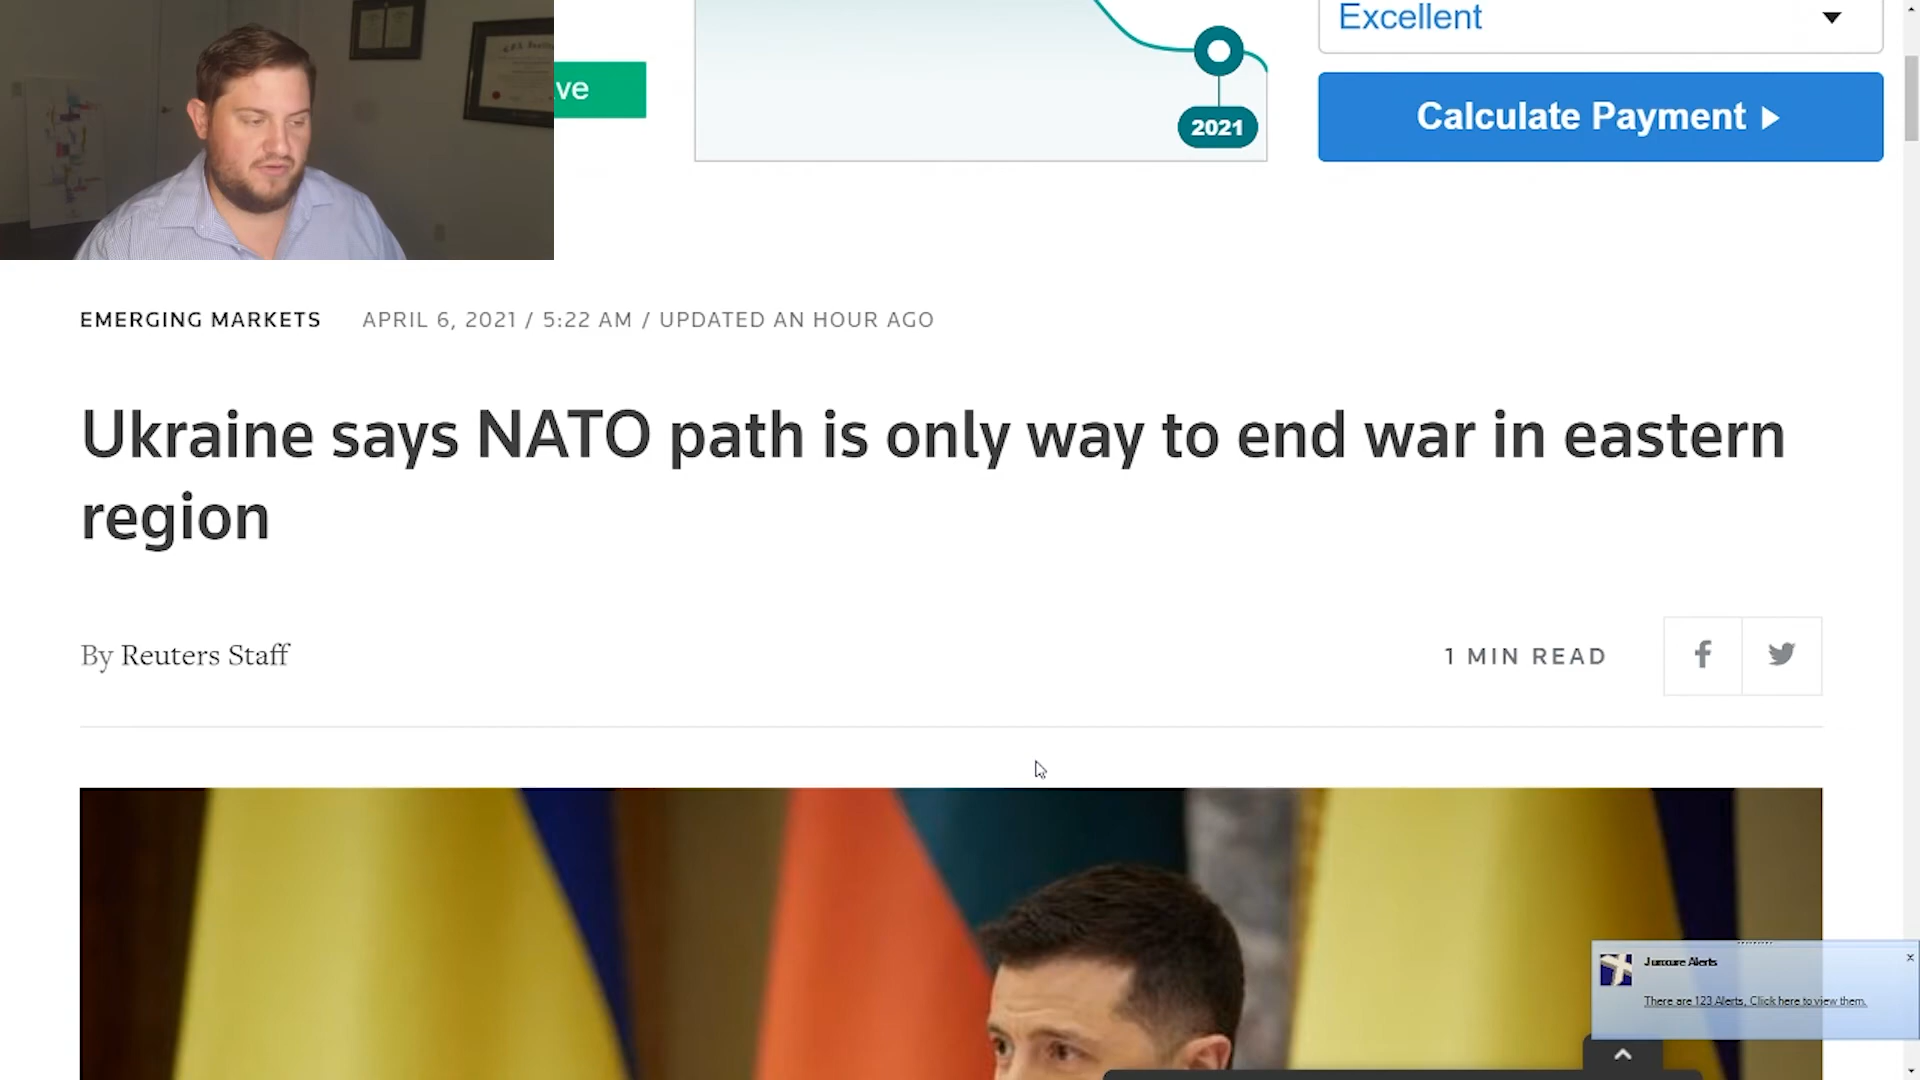 Excellent
ve
Calculate Payment
2021
EMERGING MARKETS APRIL 6, 2021 / 5:22 AM / UPDATED AN HOUR AGO
Ukraine says NATO path is only way to end war in eastern
region
By Reuters Staff
1 MIN READ
Junxure Alerts
There are 123 Alerts, Click here to view them.